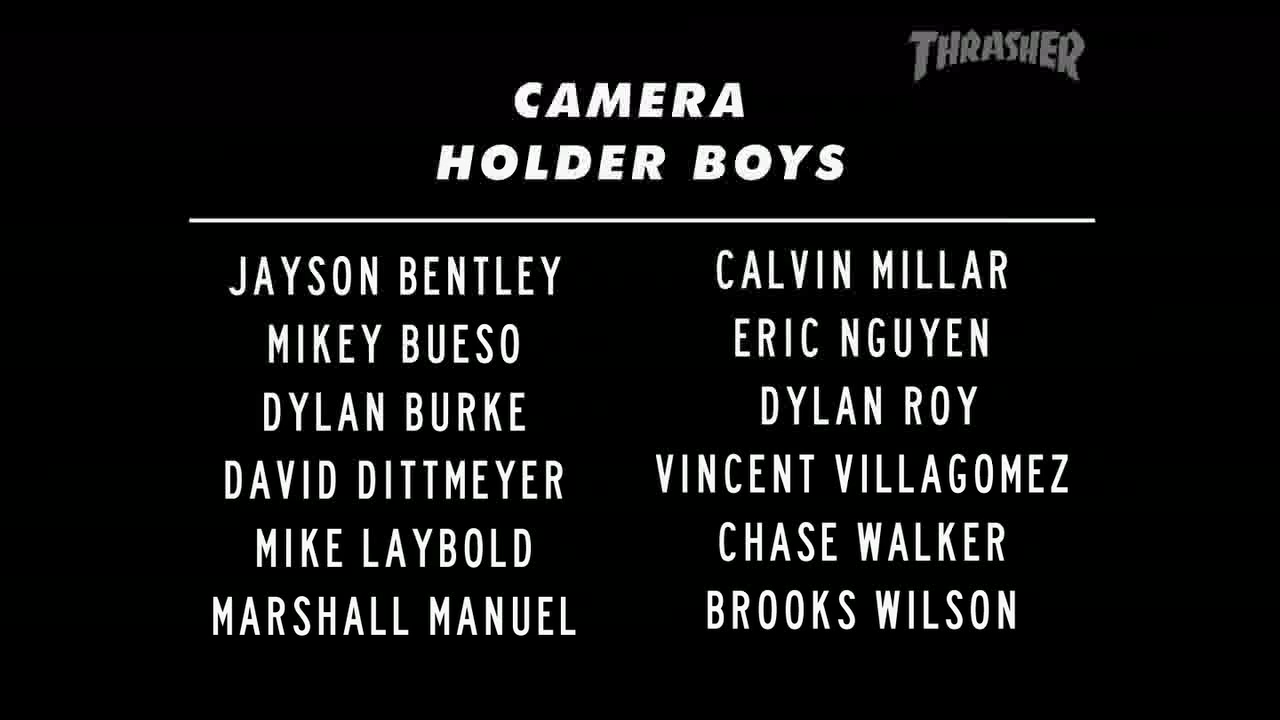 THRASHER
CAMERA
HOLDER BOYS
JAYSON BENTLEY
MIKEY BUESO
DYLAN BURKE
DAVID DITTMEYER
MIKE LAYBOLD
MARSHALL MANUEL
CALVIN MILLAR
ERIC NGUYEN
DYLAN ROY
VINCENT VILLAGOMEZ
CHASE WALKER
BROOKS WILSON